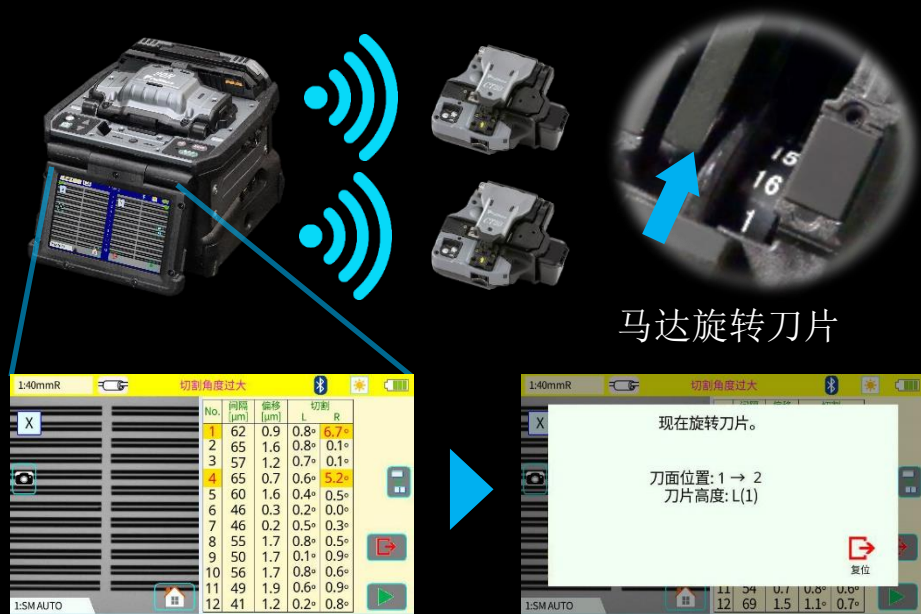 15
16
1
马达旋转刀片
1:40mmR 切割角度过大
No. 间隔 偏移 切割
[μm] [μm] L R
1 62 0.9 0.8° 6.7°
2 65 1.6 0.8° 0.1°
3 57 1.2 0.7° 0.1°
4 65 0.7 0.6° 5.2°
5 60 1.6 0.4° 0.5°
6 46 0.3 0.2° 0.0°
7 46 0.2 0.5° 0.3°
8 55 1.7 0.8° 0.5°
9 50 1.7 0.1° 0.9°
10 56 1.7 0.8° 0.6°
11 49 1.9 0.6° 0.9°
12 41 1.2 0.2° 0.8°
X
1:SM AUTO
1:40mmR 切割角度过大
X
现在旋转刀片。
刀面位置: 1 → 2
刀片高度: L(1)
复位
11 54 0.7 0.8° 0.6°
12 69 1.5 1.1° 0.7°
1:SM AUTO